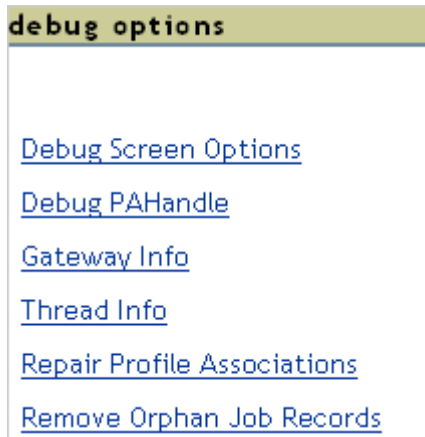 debug options
Debug Screen Options
Debug PAHandle
Gateway Info
Thread Info
Repair Profile Associations
Remove Orphan Job Records